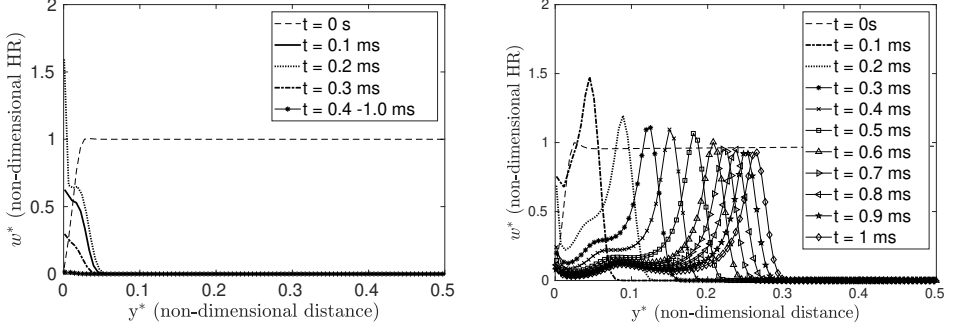 2
1.5
1
0.5
0
w* (non-dimensional HR)
0
0.1
0.2
0.3
0.4
0.5
y* (non-dimensional distance)
t = 0 s
t = 0.1 ms
t = 0.2 ms
t = 0.3 ms
t = 0.4 -1.0 ms
2
1.5
1
0.5
0
w* (non-dimensional HR)
0
0.1
0.2
0.3
0.4
0.5
y* (non-dimensional distance)
t = 0s
t = 0.1 ms
t = 0.2 ms
t = 0.3 ms
t = 0.4 ms
t = 0.5 ms
t = 0.6 ms
t = 0.7 ms
t = 0.8 ms
t = 0.9 ms
t = 1 ms